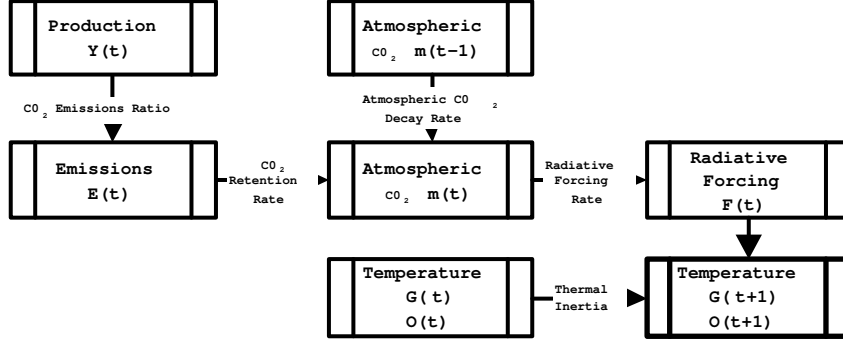 Production
Y(t)
Atmospheric
CO₂ m(t-1)
CO₂ Emissions Ratio
Atmospheric CO₂
Decay Rate
Emissions
E(t)
CO₂
Retention
Rate
Atmospheric
CO₂ m(t)
Radiative
Forcing
Rate
Radiative
Forcing
F(t)
Temperature
G(t)
O(t)
Thermal
Inertia
Temperature
G(t+1)
O(t+1)